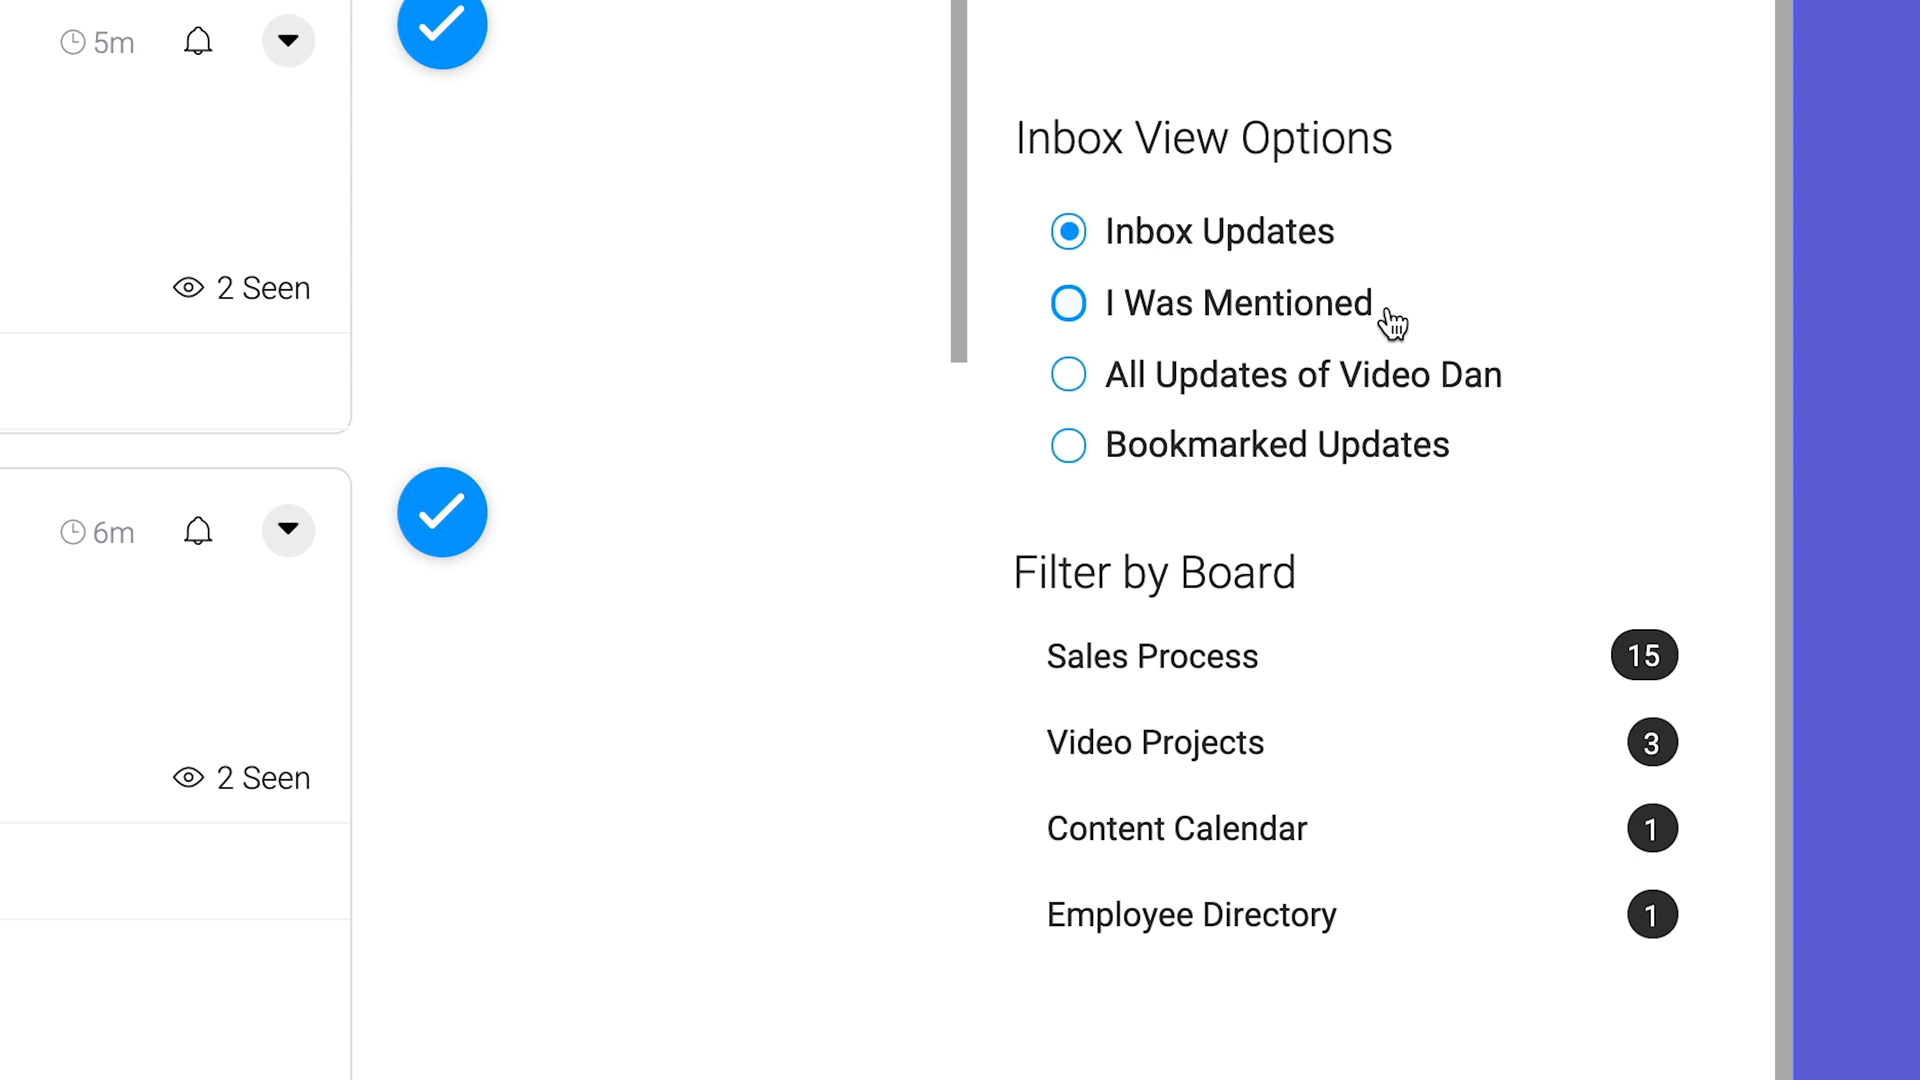 5m
2 Seen
6m
2 Seen
Inbox View Options
Inbox Updates
I Was Mentioned
All Updates of Video Dan
Bookmarked Updates
Filter by Board
Sales Process 15
Video Projects 3
Content Calendar 1
Employee Directory 1